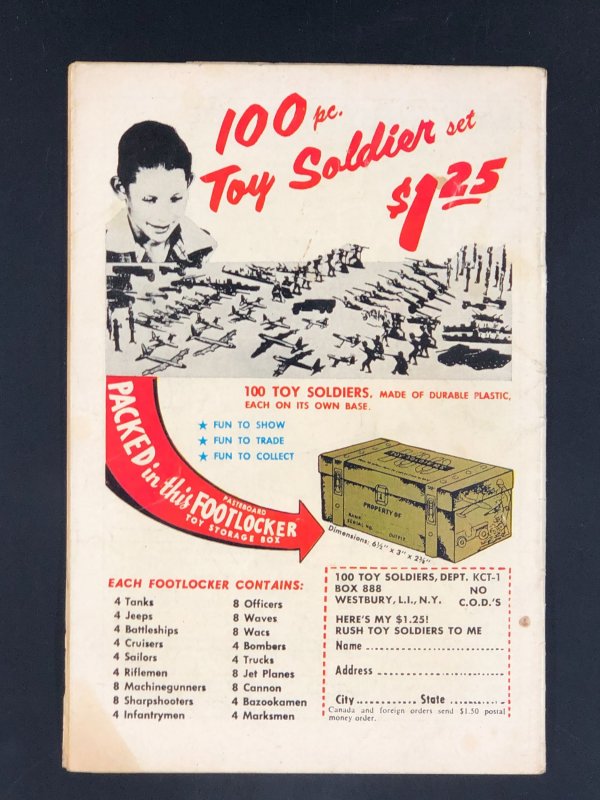 100 pc.
Toy Soldier set
$1.25
100 TOY SOLDIERS. MADE OF DURABLE PLASTIC,
EACH ON ITS OWN BASE.
★ FUN TO SHOW
★ FUN TO TRADE
★ FUN TO COLLECT
PACKED in this FOOTLOCKER
PASTEBOARD
TOY STORAGE BOX
PROPERTY OF
NAME
SERIAL NO. OUTFIT
Dimensions: 6½" x 3" x 2⅜"
EACH FOOTLOCKER CONTAINS:
4 Tanks
4 Jeeps
4 Battleships
4 Cruisers
4 Sailors
4 Riflemen
8 Machinegunners
8 Sharpshooters
4 Infantrymen
8 Officers
8 Waves
8 Wacs
4 Bombers
4 Trucks
8 Jet Planes
8 Cannon
4 Bazookamen
4 Marksmen
100 TOY SOLDIERS, DEPT. KCT-1
BOX 888 NO
WESTBURY, L.I., N.Y. C.O.D.'S
HERE'S MY $1.25!
RUSH TOY SOLDIERS TO ME
Name
Address
City State
Canada and foreign orders send $1.50 postal
money order.